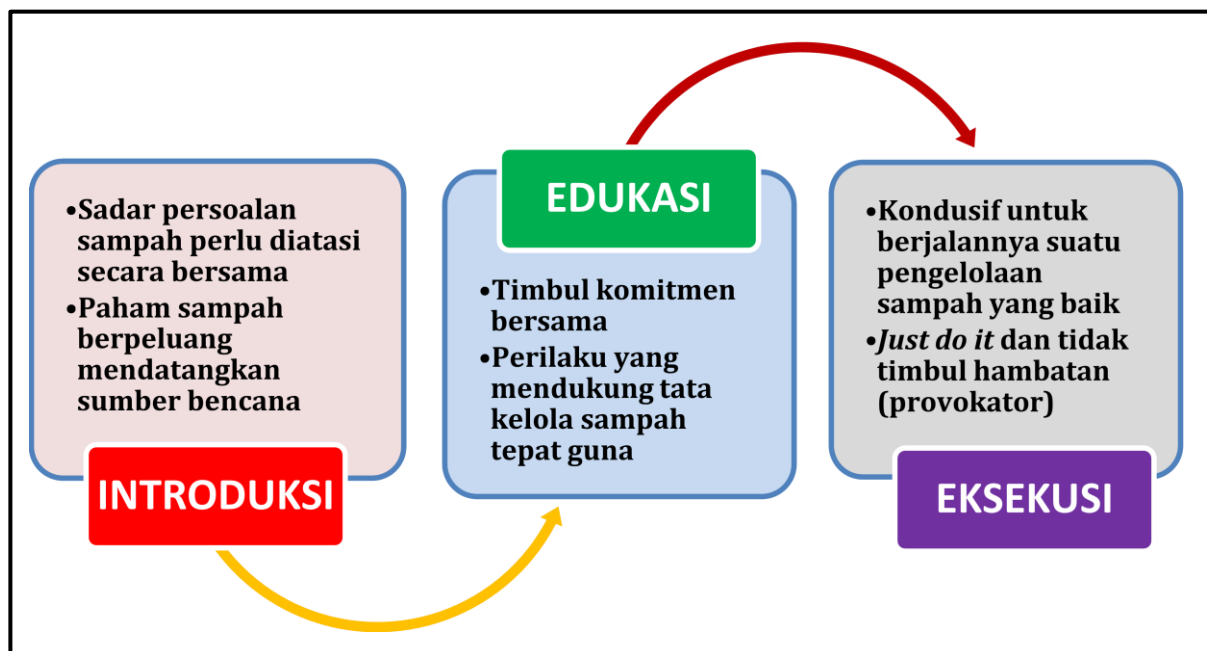 •Sadar persoalan
sampah perlu diatasi
secara bersama
•Paham sampah
berpeluang
mendatangkan
sumber bencana
INTRODUKSI
EDUKASI
•Timbul komitmen
bersama
•Perilaku yang
mendukung tata
kelola sampah
tepat guna
•Kondusif untuk
berjalannya suatu
pengelolaan
sampah yang baik
•Just do it dan tidak
timbul hambatan
(provokator)
EKSEKUSI